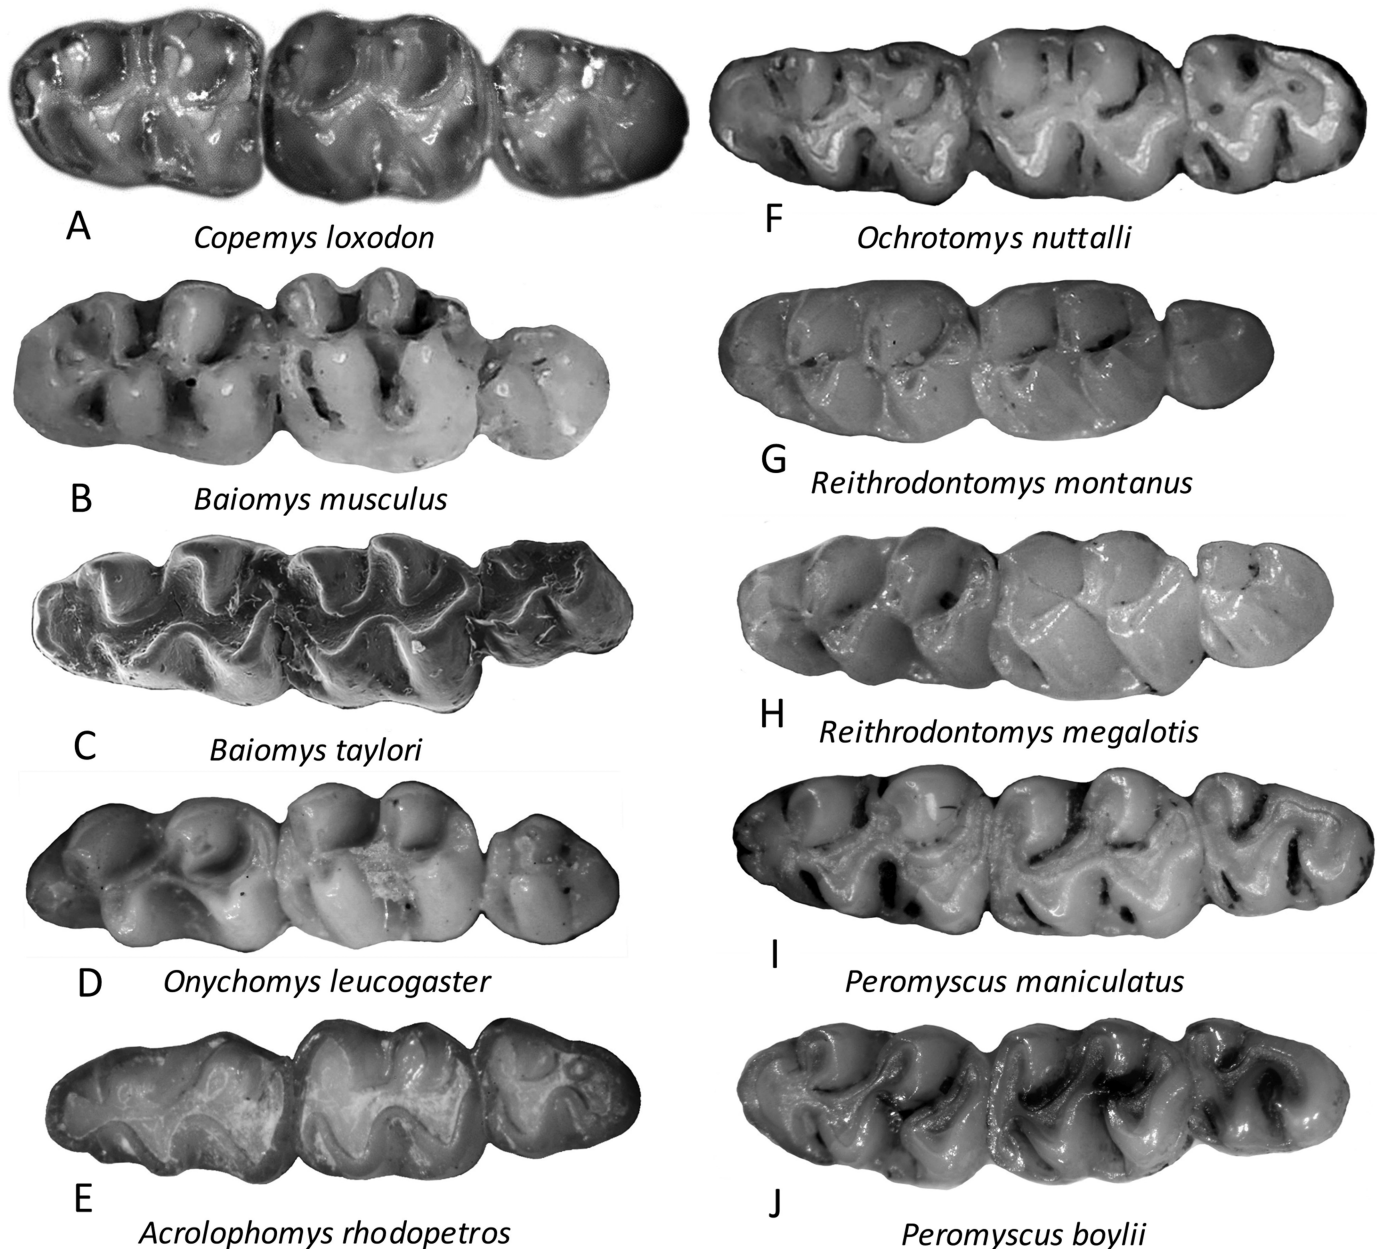 A
Copemys loxodon
B
Baiomys musculus
C
Baiomys taylori
D
Onychomys leucogaster
E
Acrolophomys rhodopetros
F
Ochrotomys nuttalli
G
Reithrodontomys montanus
H
Reithrodontomys megalotis
I
Peromyscus maniculatus
J
Peromyscus boylii